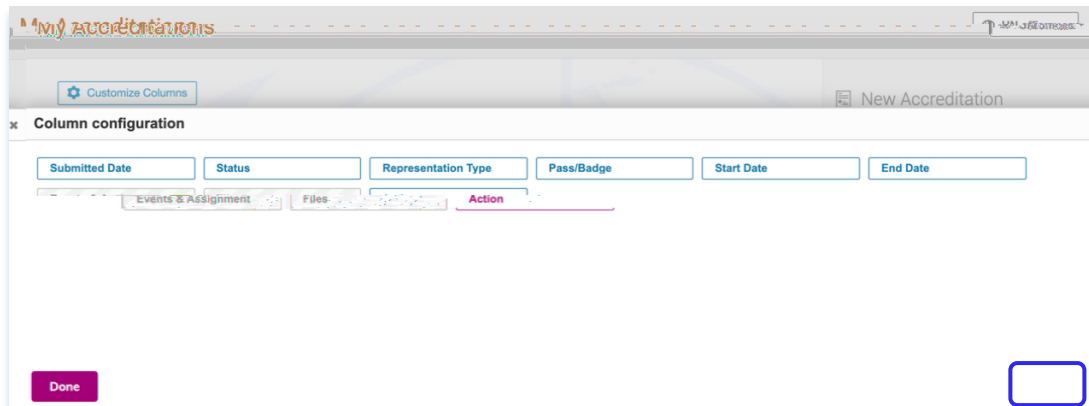 My Accreditations
Customize Columns
New Accreditation
× Column configuration
Submitted Date Status Representation Type Pass/Badge Start Date End Date
Events & Assignment Files Action
Done